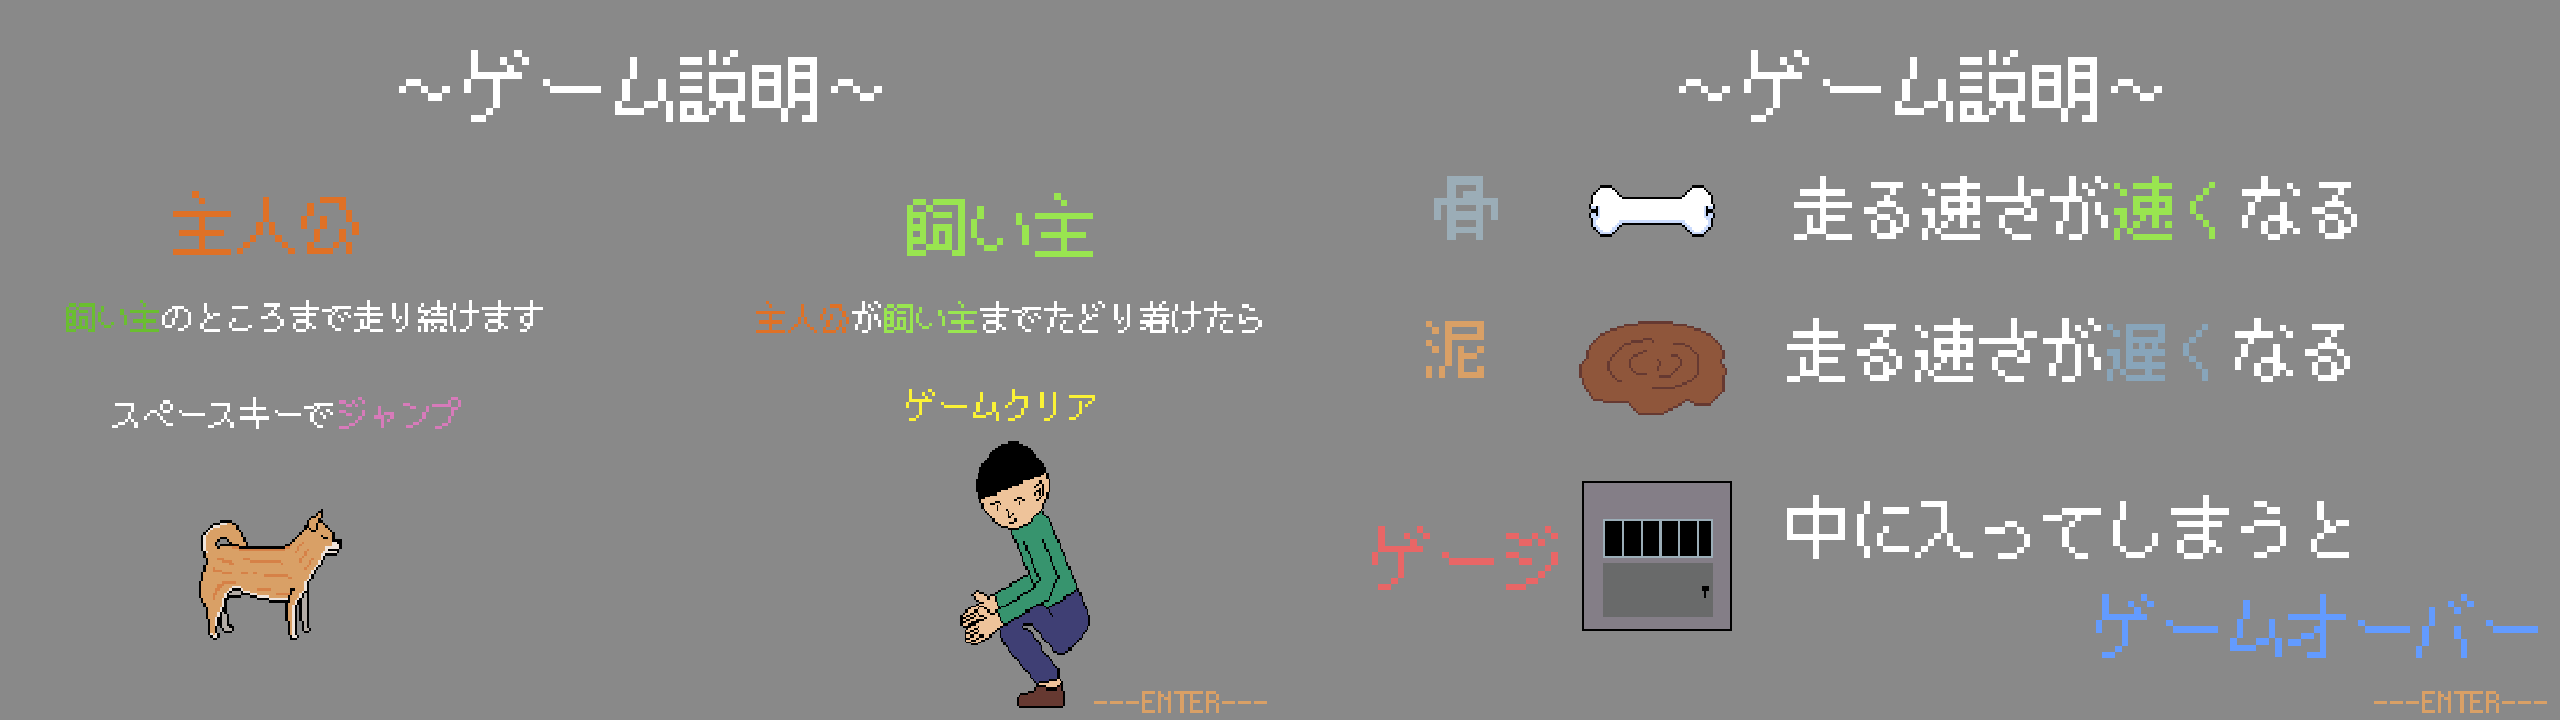 ～ゲーム説明～
主人公
飼い主のところまで走り続けます
スペースキーでジャンプ
飼い主
主人公が飼い主までたどり着けたら
ゲームクリア
---ENTER---
～ゲーム説明～
骨
走る速さが速くなる
泥
走る速さが遅くなる
ゲージ
中に入ってしまうと
ゲームオーバー
---ENTER---